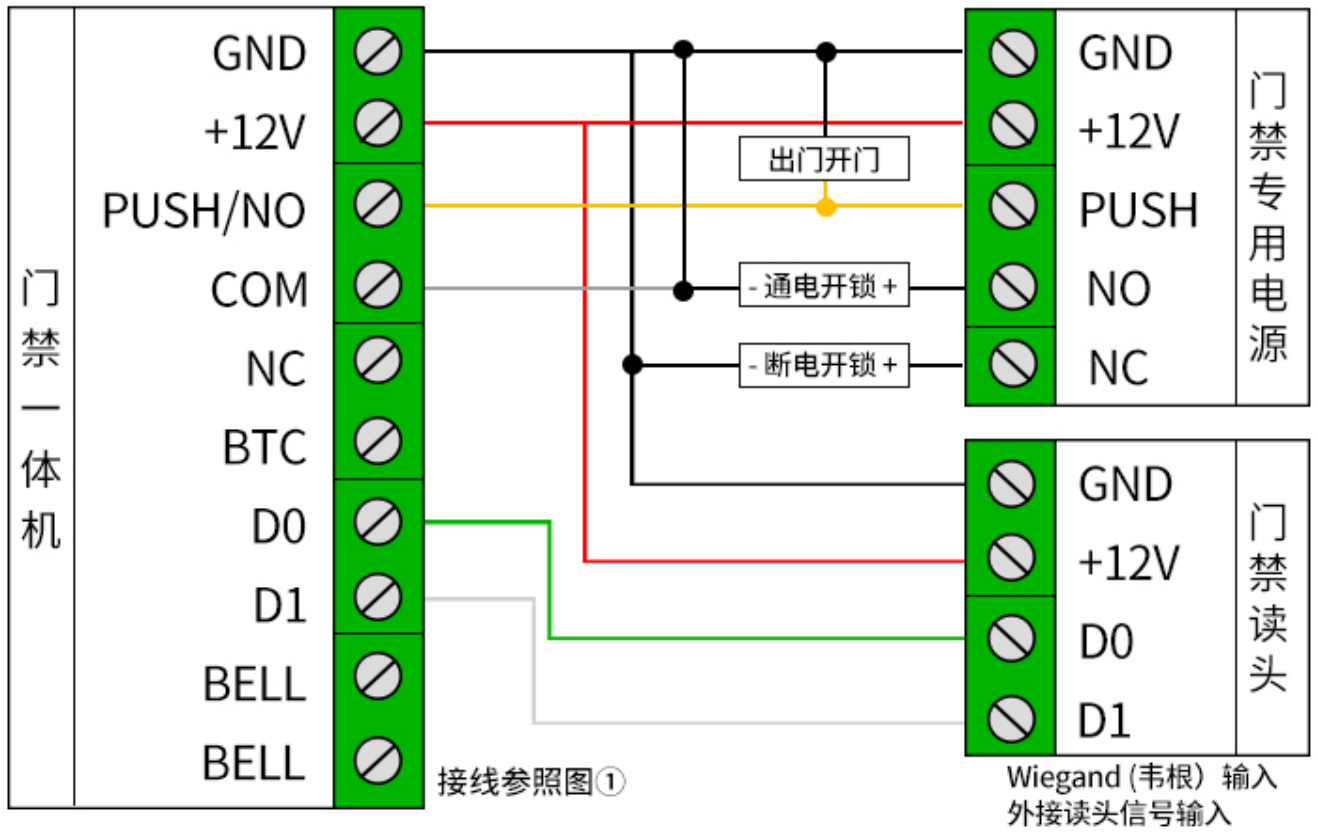 门禁一体机
GND
+12V
PUSH/NO
COM
NC
BTC
D0
D1
BELL
BELL
出门开门
- 通电开锁 +
- 断电开锁 +
接线参照图①
GND
+12V
PUSH
NO
NC
门禁专用电源
GND
+12V
D0
D1
门禁读头
Wiegand (韦根）输入
外接读头信号输入